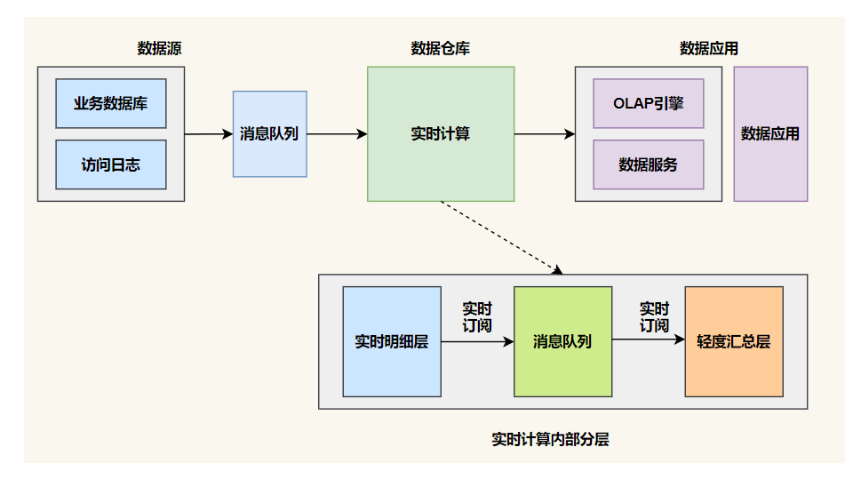 数据源
数据仓库
数据应用
业务数据库
访问日志
消息队列
实时计算
OLAP引擎
数据服务
数据应用
实时明细层
实时
订阅
消息队列
实时
订阅
轻度汇总层
实时计算内部分层